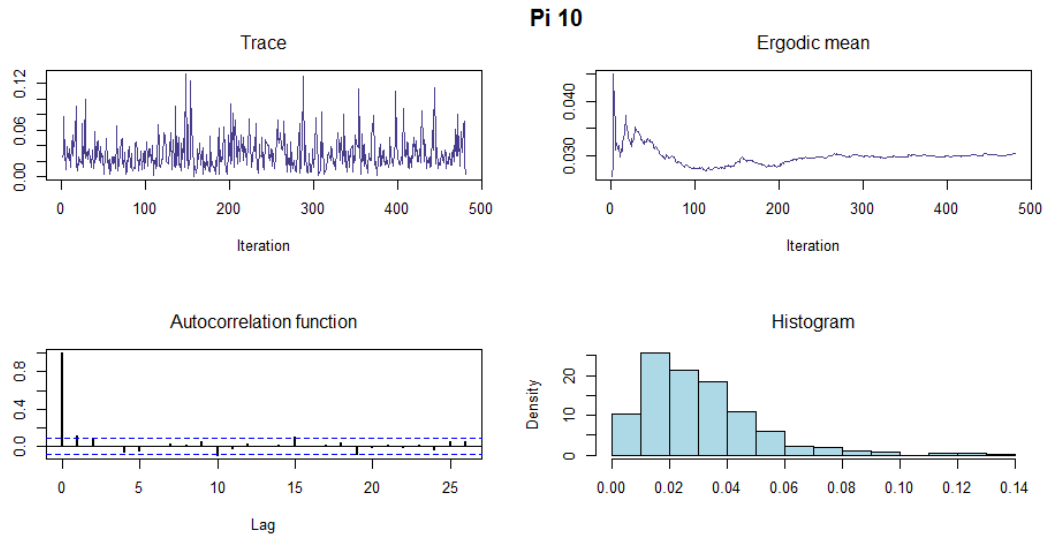 Pi 10
Trace
0.00 0.06 0.12
0 100 200 300 400 500
Iteration
Ergodic mean
0.030 0.040
0 100 200 300 400 500
Iteration
Autocorrelation function
0.0 0.4 0.8
0 5 10 15 20 25
Lag
Histogram
Density
0 10 20
0.00 0.02 0.04 0.06 0.08 0.10 0.12 0.14